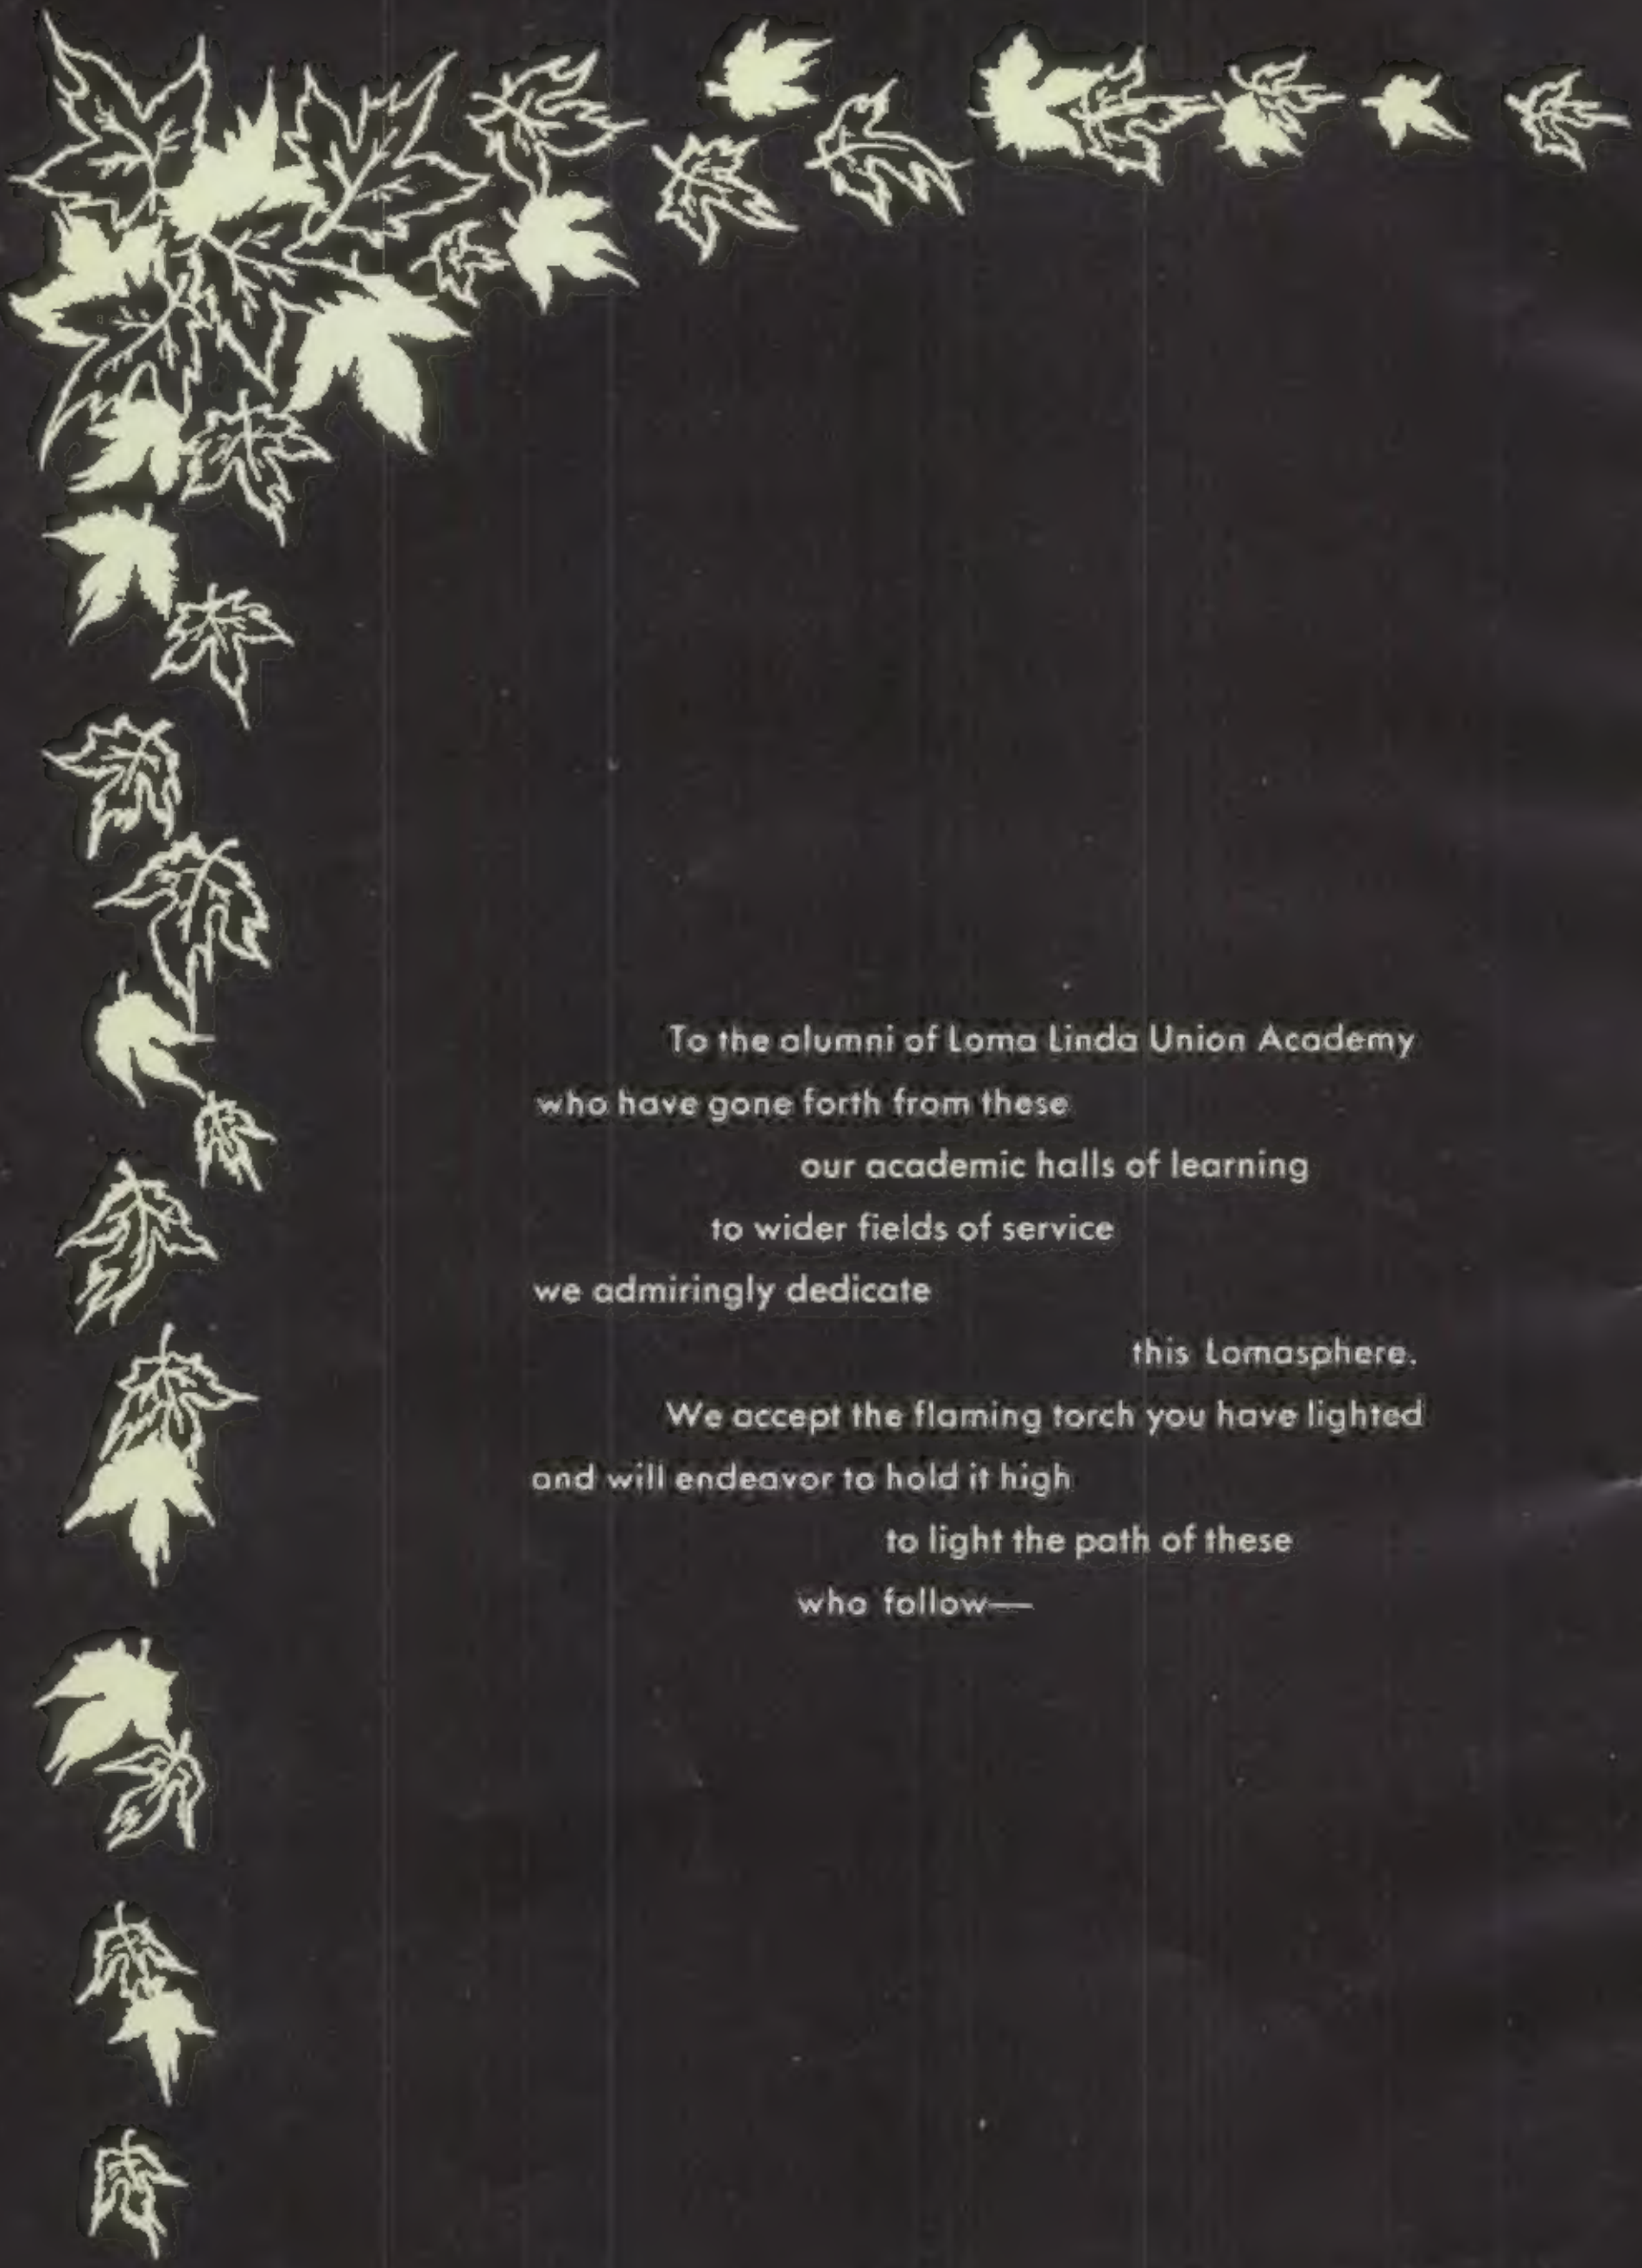 To the alumni of Loma Linda Union Academy
who have gone forth from these
our academic halls of learning
to wider fields of service
we admiringly dedicate
this Lomasphere.
We accept the flaming torch you have lighted
and will endeavor to hold it high
to light the path of these
who follow—